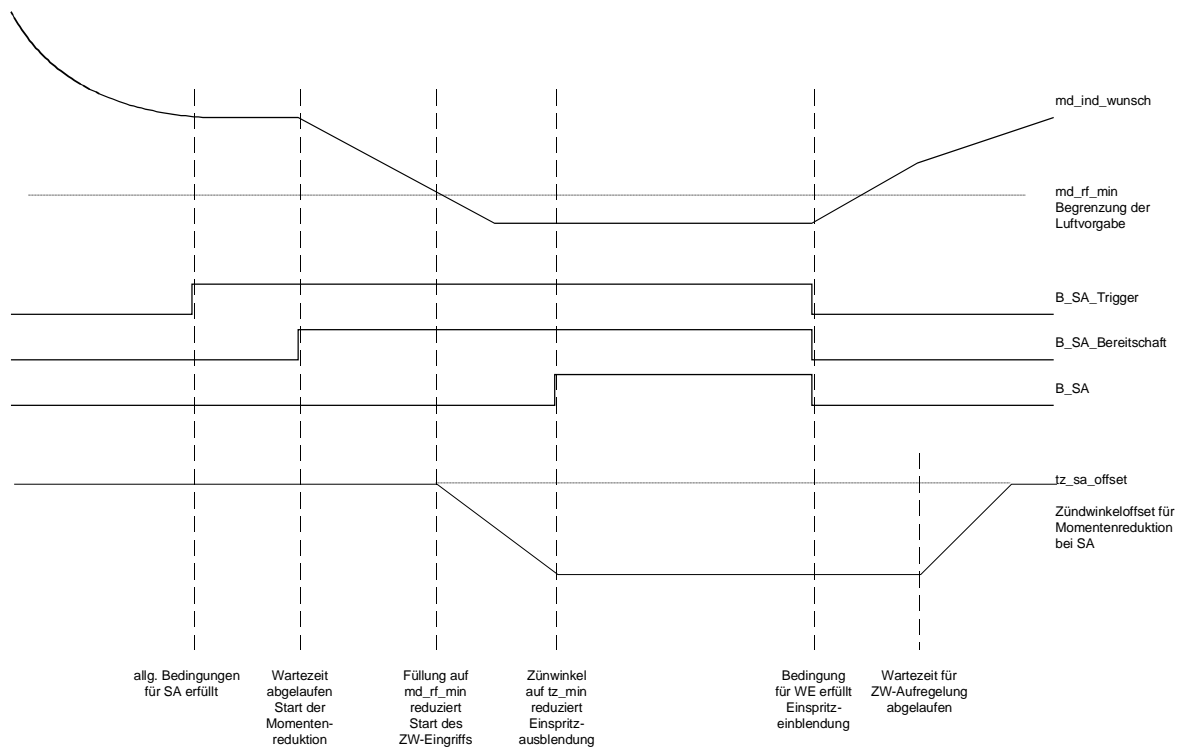 md_ind_wunsch
md_rf_min
Begrenzung der
Luftvorgabe
B_SA_Trigger
B_SA_Bereitschaft
B_SA
tz_sa_offset
Zündwinkeloffset für
Momentenreduktion
bei SA
allg. Bedingungen
für SA erfüllt
Wartezeit
abgelaufen
Start der
Momenten-
reduktion
Füllung auf
md_rf_min
reduziert
Start des
ZW-Eingriffs
Zünwinkel
auf tz_min
reduziert
Einspritz-
ausblendung
Bedingung
für WE erfüllt
Einspritz-
einblendung
Wartezeit für
ZW-Aufregelung
abgelaufen